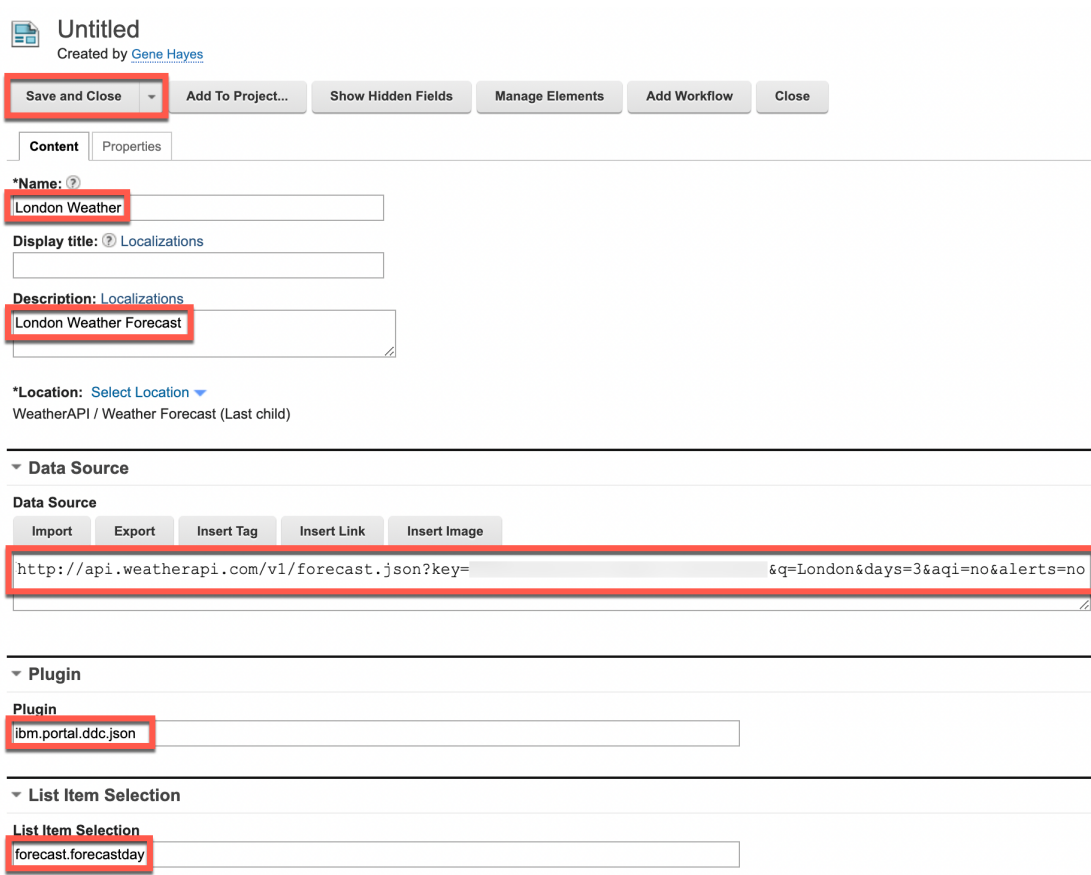 Untitled
Created by Gene Hayes
Save and Close Add To Project... Show Hidden Fields Manage Elements Add Workflow Close
Content Properties
*Name: ?
London Weather
Display title: ? Localizations
Description: Localizations
London Weather Forecast
*Location: Select Location
WeatherAPI / Weather Forecast (Last child)
Data Source
Data Source
Import Export Insert Tag Insert Link Insert Image
http://api.weatherapi.com/v1/forecast.json?key= &q=London&days=3&aqi=no&alerts=no
Plugin
Plugin
ibm.portal.ddc.json
List Item Selection
List Item Selection
forecast.forecastday